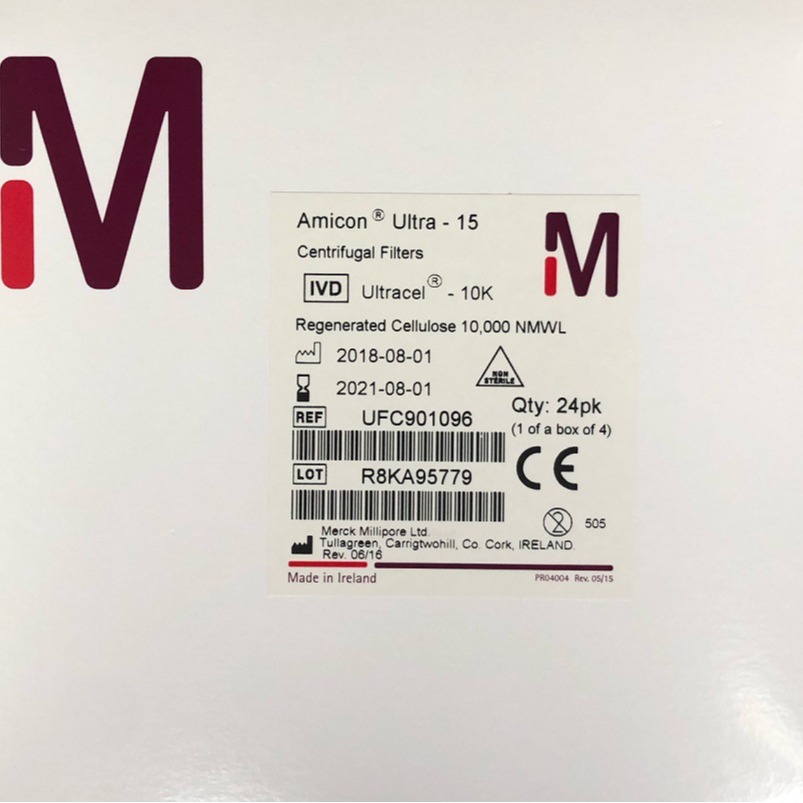 Amicon® Ultra - 15
Centrifugal Filters
IVD Ultracel® - 10K
Regenerated Cellulose 10,000 NMWL
2018-08-01
NON
STERILE
2021-08-01
Qty: 24pk
REF UFC901096
(1 of a box of 4)
CE
LOT R8KA95779
2 505
Merck Millipore Ltd.
Tullagreen, Carrigtwohill, Co. Cork, IRELAND.
Rev. 06/16
Made in Ireland
PR04004 Rev. 05/15